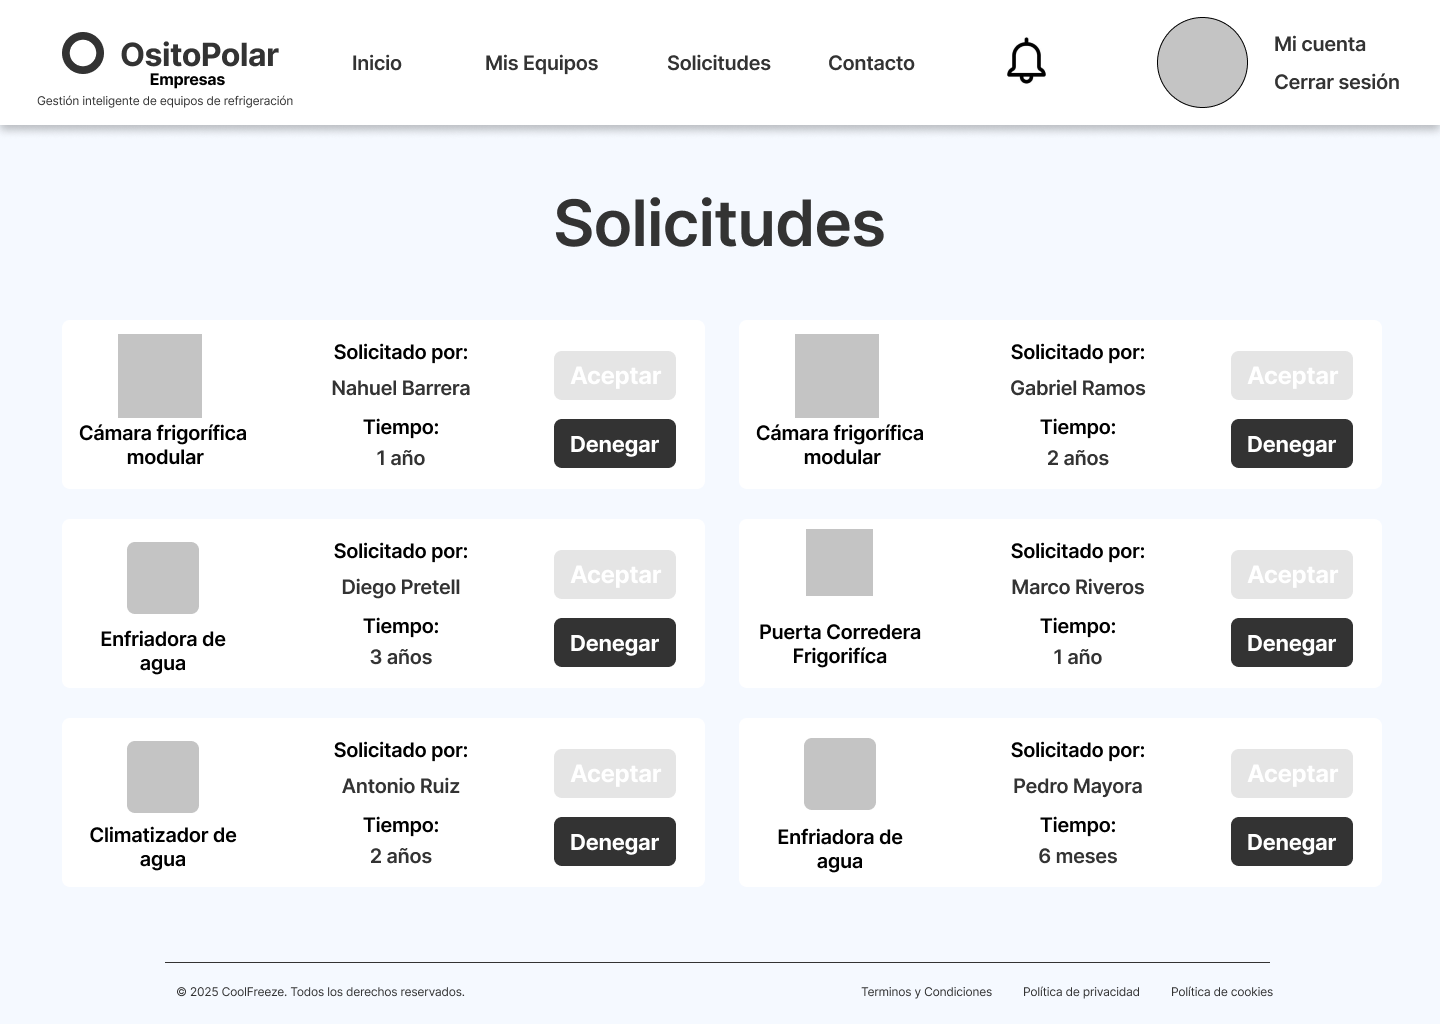 OsitoPolar
Empresas
Gestión inteligente de equipos de refrigeración
Inicio
Mis Equipos
Solicitudes
Contacto
Mi cuenta
Cerrar sesión
Solicitudes
Cámara frigorífica
modular
Solicitado por:
Nahuel Barrera
Tiempo:
1 año
Aceptar
Denegar
Cámara frigorífica
modular
Solicitado por:
Gabriel Ramos
Tiempo:
2 años
Aceptar
Denegar
Enfriadora de
agua
Solicitado por:
Diego Pretell
Tiempo:
3 años
Aceptar
Denegar
Puerta Corredera
Frigorifíca
Solicitado por:
Marco Riveros
Tiempo:
1 año
Aceptar
Denegar
Climatizador de
agua
Solicitado por:
Antonio Ruiz
Tiempo:
2 años
Aceptar
Denegar
Enfriadora de
agua
Solicitado por:
Pedro Mayora
Tiempo:
6 meses
Aceptar
Denegar
© 2025 CoolFreeze. Todos los derechos reservados.
Terminos y Condiciones
Política de privacidad
Política de cookies